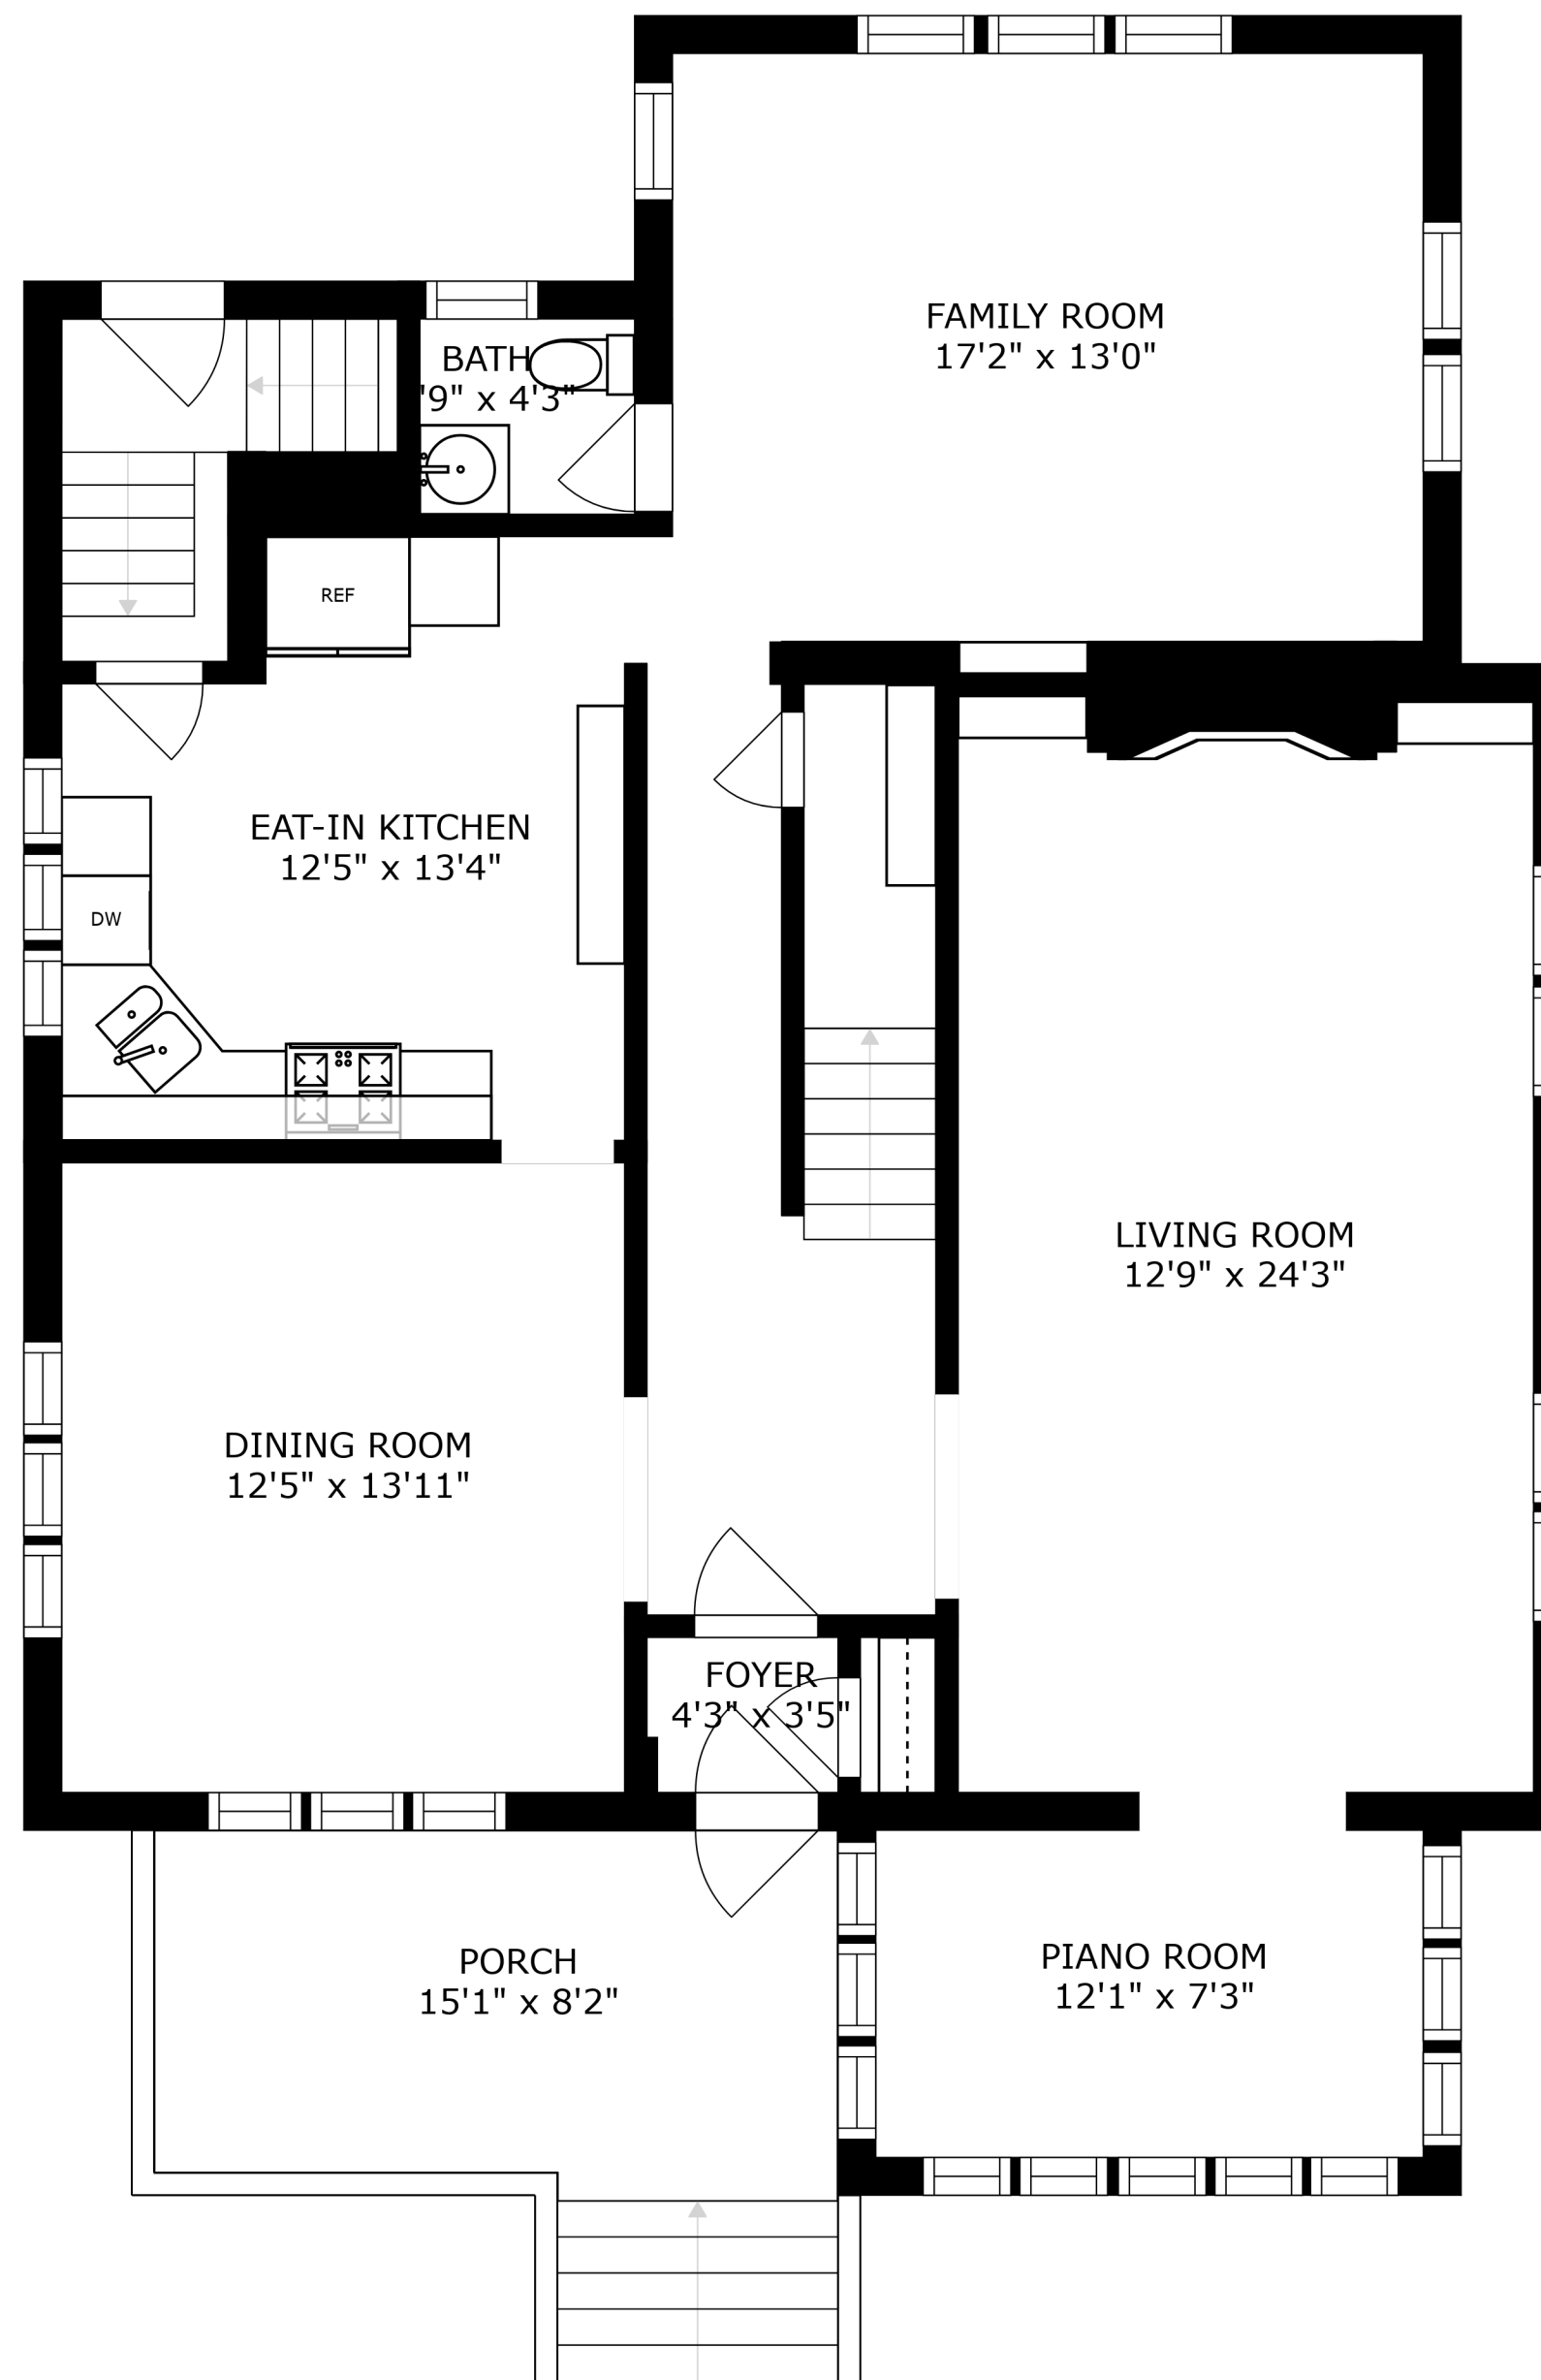 FAMILY ROOM
17'2" x 13'0"
BATH
'9" x 4'3"
REF
EAT-IN KITCHEN
12'5" x 13'4"
DW
LIVING ROOM
12'9" x 24'3"
DINING ROOM
12'5" x 13'11"
FOYER
4'3" x 3'5"
PORCH
15'1" x 8'2"
PIANO ROOM
12'1" x 7'3"